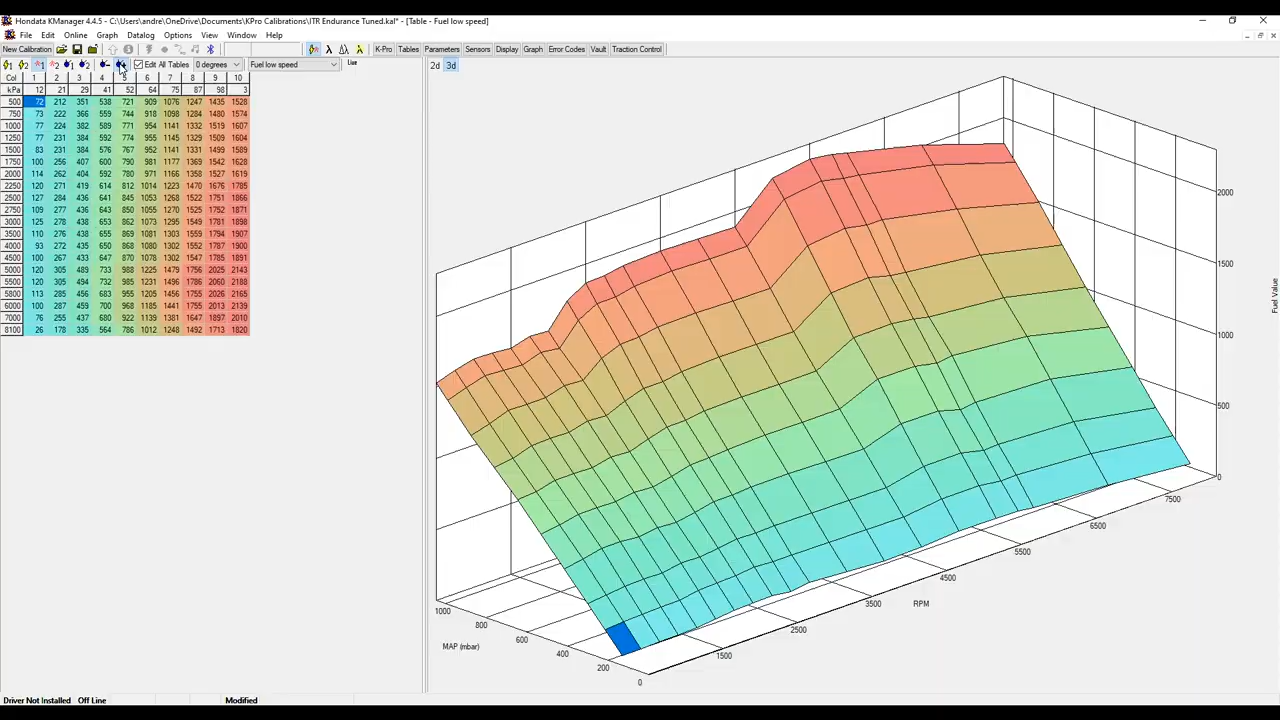 Hondata KManager 4.4.5 - C:\Users\andre\OneDrive\Documents\KPro Calibrations\ITR Endurance Tuned.kal* - [Table - Fuel low speed]
File Edit Online Graph Datalog Options View Window Help
New Calibration K-Pro Tables Parameters Sensors Display Graph Error Codes Vault Traction Control
1 2 1 2 1 2 Edit All Tables 0 degrees Fuel low speed Live 2d 3d
Col 1 2 3 4 5 6 7 8 9 10
kPa 12 21 29 41 52 64 75 87 98 3
500 72 212 351 538 721 909 1076 1247 1435 1528
750 73 222 366 559 744 918 1098 1284 1480 1574
1000 77 224 382 589 771 954 1141 1332 1519 1607
1250 77 231 384 592 774 955 1145 1329 1509 1604
1500 83 231 384 576 767 952 1141 1331 1499 1589
1750 100 256 407 600 790 981 1177 1369 1542 1628
2000 114 262 404 592 780 971 1166 1358 1527 1619
2250 120 271 419 614 812 1014 1223 1470 1676 1785
2500 127 284 436 641 845 1053 1268 1522 1751 1866
2750 109 277 436 643 850 1055 1270 1525 1752 1871
3000 125 278 438 653 862 1073 1295 1549 1781 1898
3500 110 276 438 655 869 1081 1303 1559 1794 1907
4000 93 272 435 650 868 1080 1302 1552 1787 1900
4500 100 267 433 647 870 1078 1302 1547 1785 1891
5000 120 305 489 733 988 1225 1479 1756 2025 2143
5500 120 305 494 732 985 1231 1496 1786 2060 2188
5800 113 285 456 683 955 1205 1456 1755 2026 2165
6000 100 287 459 700 968 1185 1441 1755 2013 2139
7000 76 255 437 680 922 1139 1381 1647 1897 2010
8100 26 178 335 564 786 1012 1248 1492 1713 1820
2000
1500
1000
500
0
Fuel Value
7500
6500
5500
4500
3500
2500
1500
RPM
1000
800
600
400
200
0
MAP (mbar)
Driver Not Installed Off Line Modified